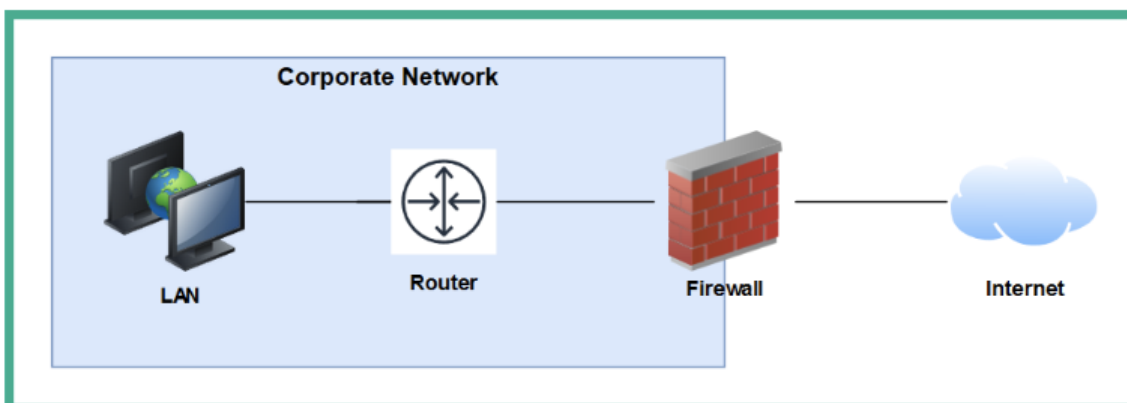 Corporate Network
LAN
Router
Firewall
Internet